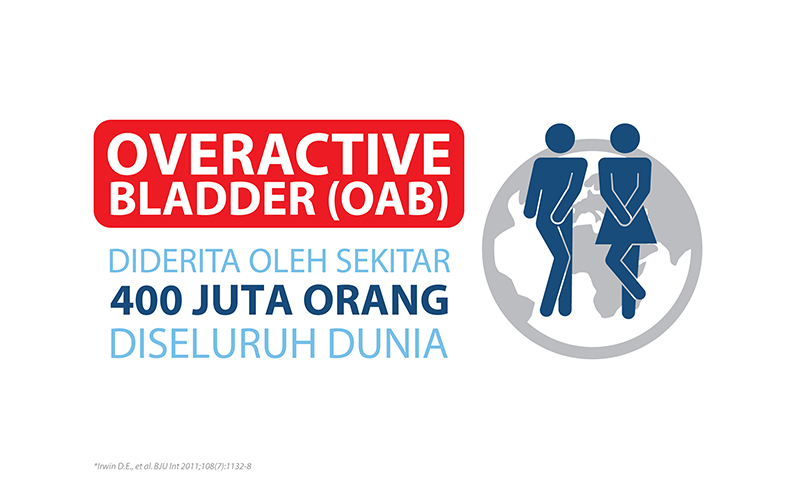 OVERACTIVE
BLADDER (OAB)
DIDERITA OLEH SEKITAR
400 JUTA ORANG
DISELURUH DUNIA
*Irwin D.E., et al. BJU Int 2011;108(7):1132-8